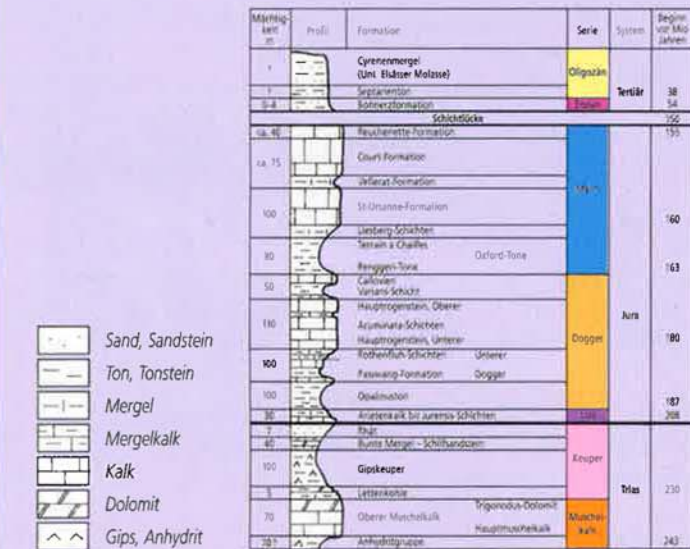 Mächtig-
keit
m
Profil
Formation
Serie
System
Beginn
vor Mio
Jahren
?
Cyrenenmergel
(Unt. Elsässer Molasse)
Oligozän
Tertiär
?
Septarienton
38
0-4
Bohnerzformation
Eozän
54
Schichtlücke
150
ca. 40
Reuchenette-Formation
155
ca. 75
Court-Formation
Vellerat-Formation
Malm
100
St-Ursanne-Formation
160
Liesberg-Schichten
80
Terrain à Chailles
Oxford-Tone
Renggeri-Tone
163
50
Callovien
Varians-Schicht
Hauptrogenstein, Oberer
110
Acuminata-Schichten
Hauptrogenstein, Unterer
Dogger
Jura
180
100
Rothenfluh-Schichten
Unterer
Passwang-Formation
Dogger
100
Opalinuston
187
30
Arietenkalk bis Jurensis-Schichten
Lias
208
?
Rhät
40
Bunte Mergel - Schilfsandstein
100
Gipskeuper
Keuper
5
Lettenkohle
Trias
230
70
Oberer Muschelkalk
Trigonodus-Dolomit
Hauptmuschelkalk
Muschel-
kalk
Anhydritgruppe
243
Sand, Sandstein
Ton, Tonstein
Mergel
Mergelkalk
Kalk
Dolomit
Gips, Anhydrit